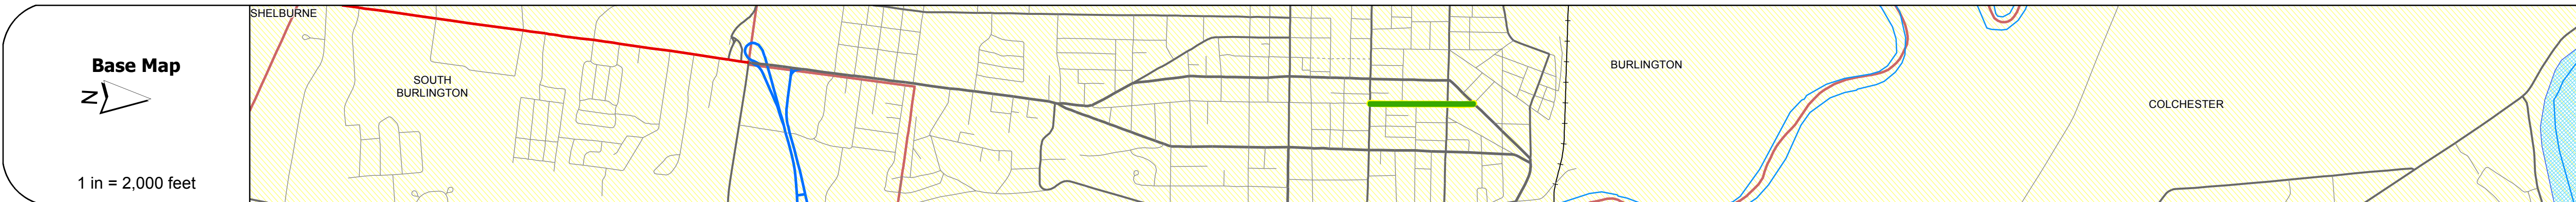 Base Map
N
1 in = 2,000 feet
SHELBURNE
SOUTH
BURLINGTON
BURLINGTON
COLCHESTER